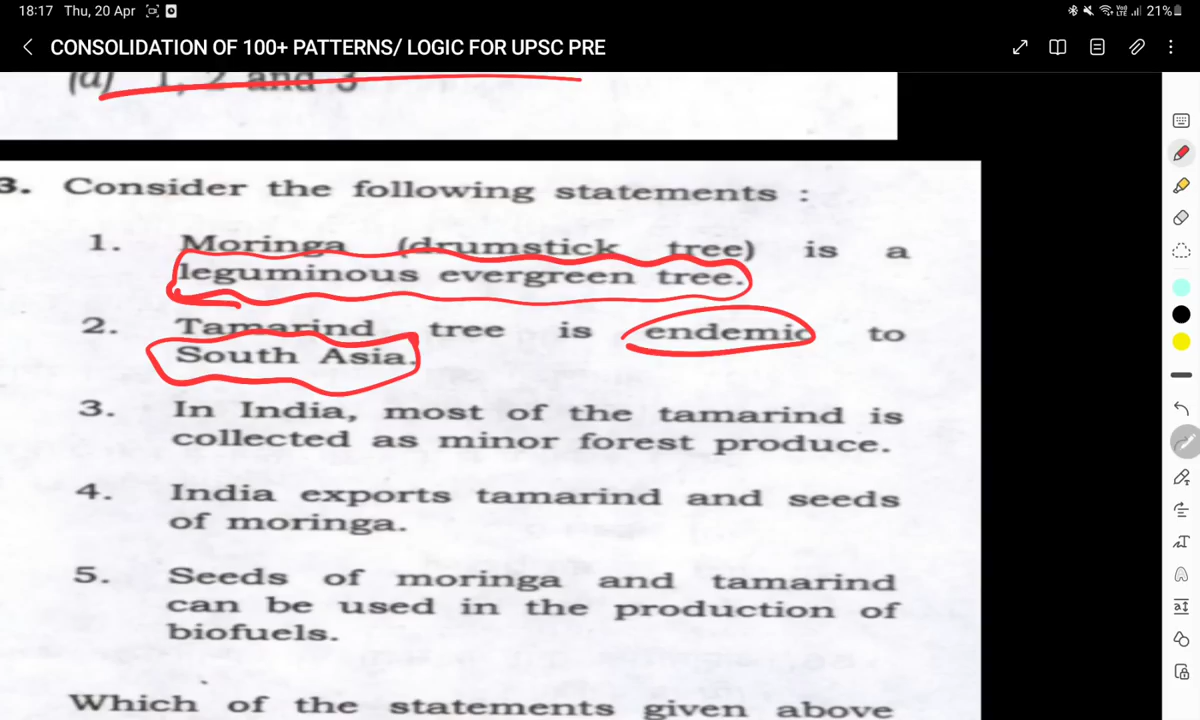 18:17 Thu, 20 Apr 21%
CONSOLIDATION OF 100+ PATTERNS/ LOGIC FOR UPSC PRE
(d) 1, 2 and 3
3. Consider the following statements :
1. Moringa (drumstick tree) is a
leguminous evergreen tree.
2. Tamarind tree is endemic to
South Asia.
3. In India, most of the tamarind is
collected as minor forest produce.
4. India exports tamarind and seeds
of moringa.
5. Seeds of moringa and tamarind
can be used in the production of
biofuels.
Which of the statements given above